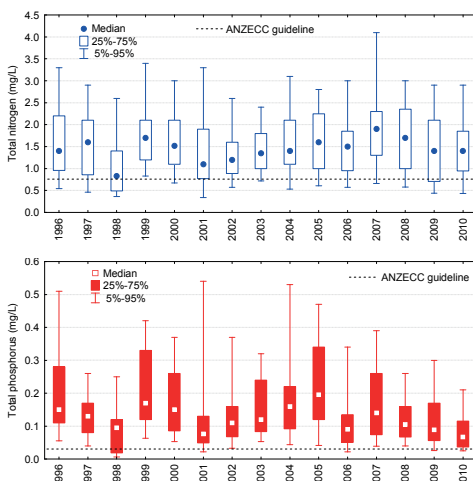 4.5
4.0
3.5
3.0
2.5
2.0
1.5
1.0
0.5
0.0
Total nitrogen (mg/L)
Median
25%-75%
5%-95%
ANZECC guideline
1996 1997 1998 1999 2000 2001 2002 2003 2004 2005 2006 2007 2008 2009 2010
0.6
0.5
0.4
0.3
0.2
0.1
0.0
Total phosphorus (mg/L)
Median
25%-75%
5%-95%
ANZECC guideline
996 997 998 999 000 001 002 003 004 005 006 007 008 009 010